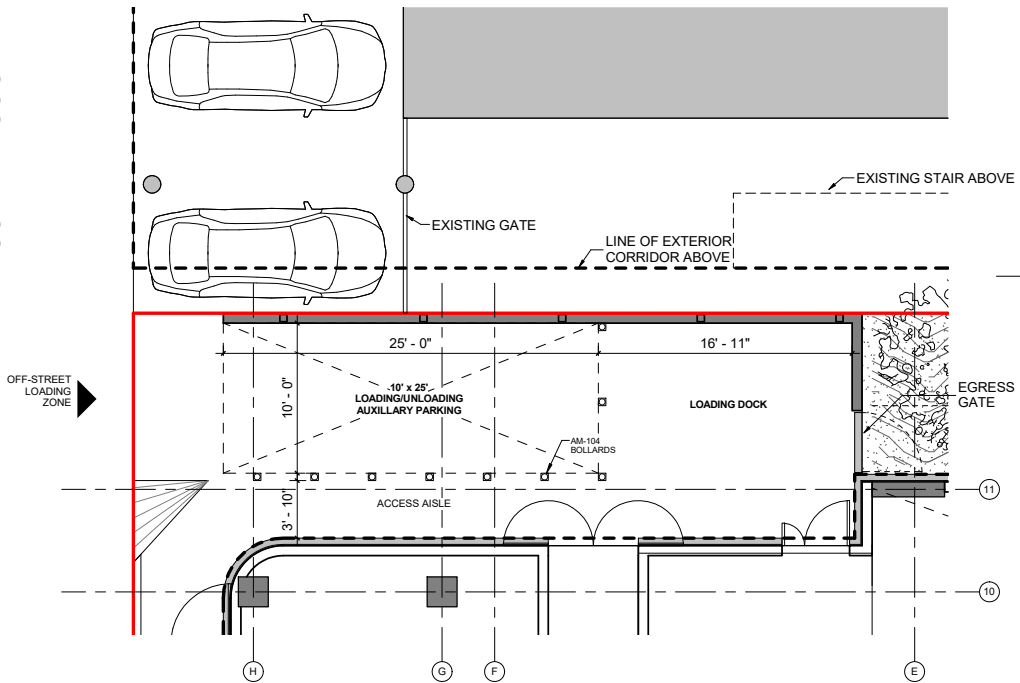 EXISTING STAIR ABOVE
EXISTING GATE
LINE OF EXTERIOR
CORRIDOR ABOVE
25' - 0"
16' - 11"
OFF-STREET
LOADING
ZONE
10' - 0"
10' x 25'
LOADING/UNLOADING
AUXILLARY PARKING
LOADING DOCK
EGRESS
GATE
AM-104
BOLLARDS
ACCESS AISLE
3' - 10"
11
10
H
G
F
E